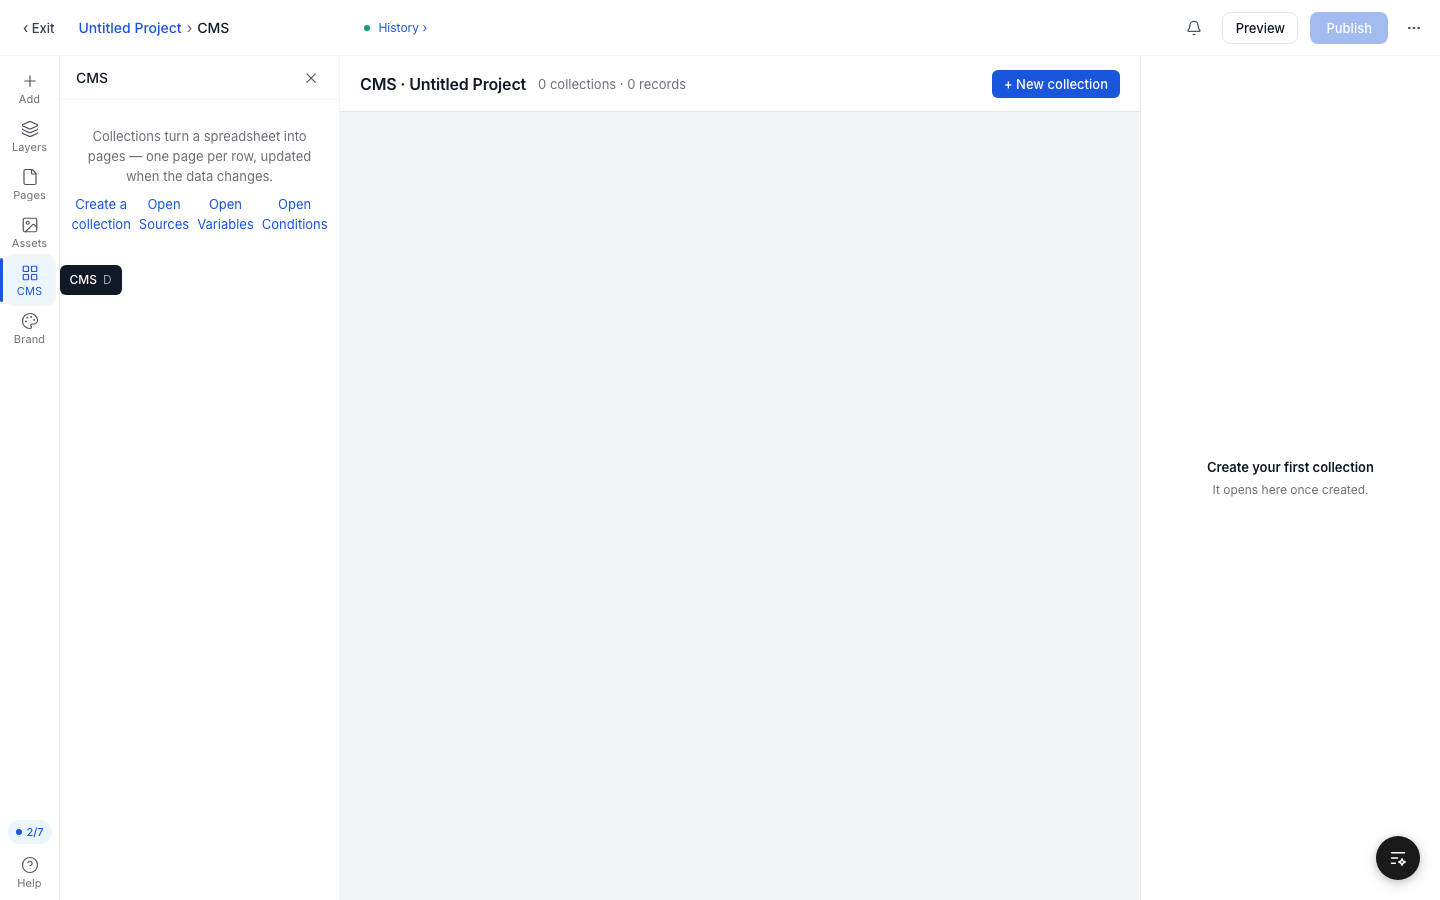 ‹ Exit
Untitled Project › CMS
History ›
Preview
Publish
Add
Layers
Pages
Assets
CMS
Brand
2/7
Help
CMS
Collections turn a spreadsheet into
pages — one page per row, updated
when the data changes.
Create a collection
Open Sources
Open Variables
Open Conditions
CMS D
CMS · Untitled Project
0 collections · 0 records
+ New collection
Create your first collection
It opens here once created.